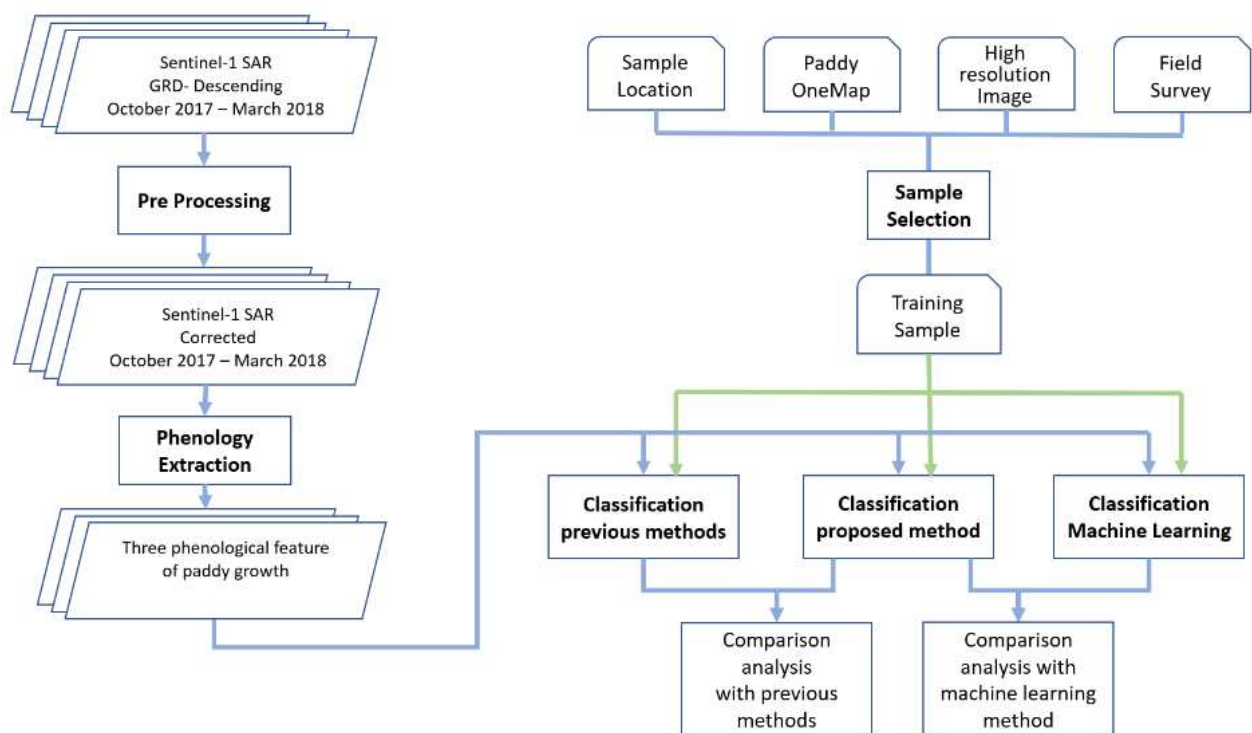 Sentinel-1 SAR
GRD- Descending
October 2017 – March 2018
Pre Processing
Sentinel-1 SAR
Corrected
October 2017 – March 2018
Phenology
Extraction
Three phenological feature
of paddy growth
Sample
Location
Paddy
OneMap
High
resolution
Image
Field
Survey
Sample
Selection
Training
Sample
Classification
previous methods
Classification
proposed method
Classification
Machine Learning
Comparison
analysis
with previous
methods
Comparison
analysis with
machine learning
method